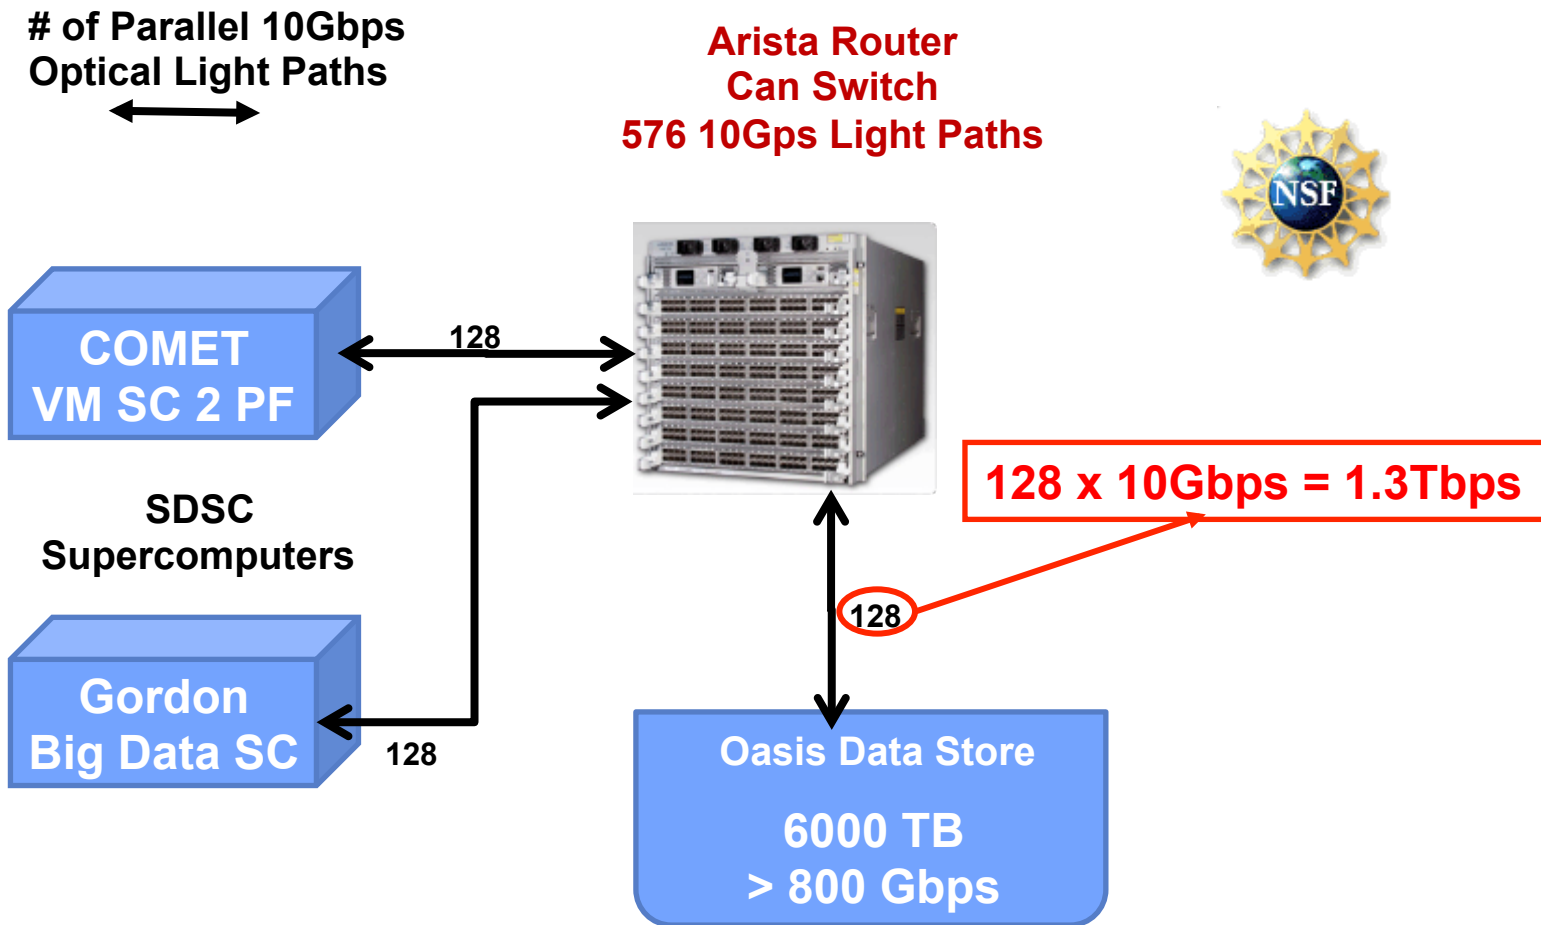 # of Parallel 10Gbps
Optical Light Paths
Arista Router
Can Switch
576 10Gps Light Paths
NSF
COMET
VM SC 2 PF
128
128 x 10Gbps = 1.3Tbps
SDSC
Supercomputers
128
Gordon
Big Data SC
128
Oasis Data Store
6000 TB
> 800 Gbps